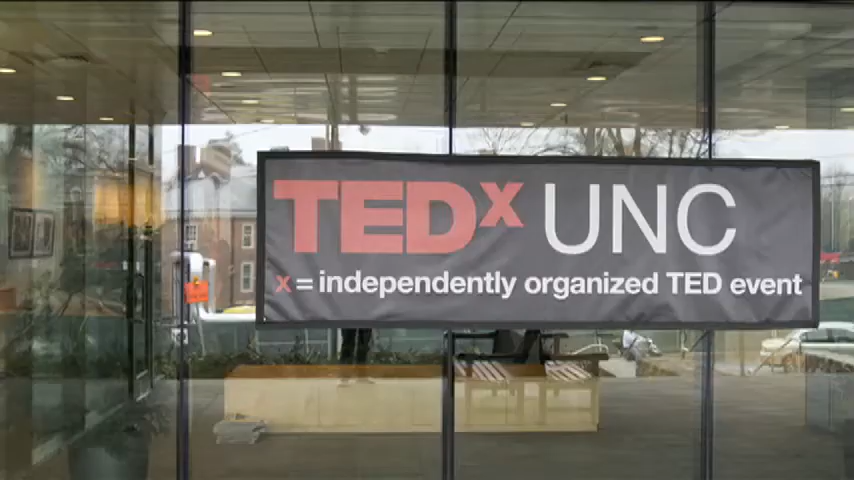 TEDx UNC
x = independently organized TED event